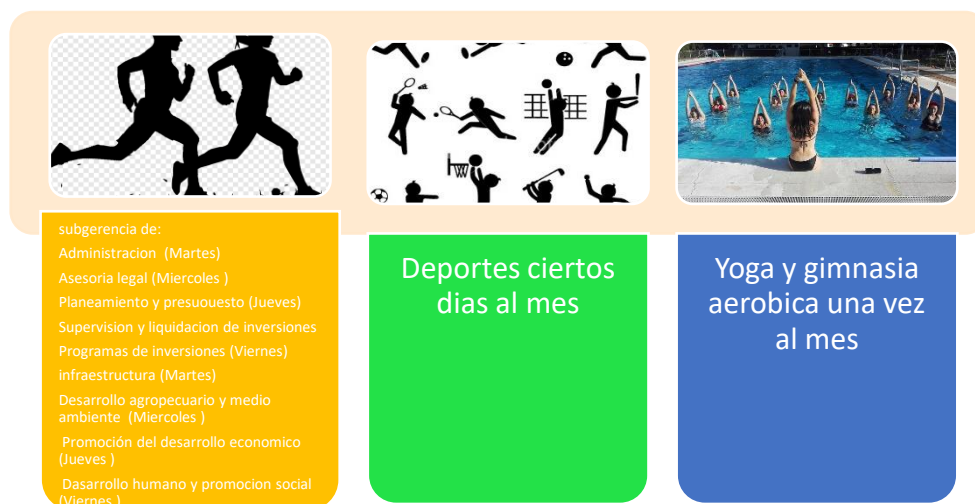 subgerencia de:
Administracion  (Martes)
Asesoria legal (Miercoles )
Planeamiento y presuouesto (Jueves)
Supervision y liquidacion de inversiones
Programas de inversiones (Viernes)
infraestructura (Martes)
Desarrollo agropecuario y medio
ambiente  (Miercoles )
Promoción del desarrollo economico
(Jueves )
Dasarrollo humano y promocion social
(Viernes )
Deportes ciertos
dias al mes
Yoga y gimnasia
aerobica una vez
al mes